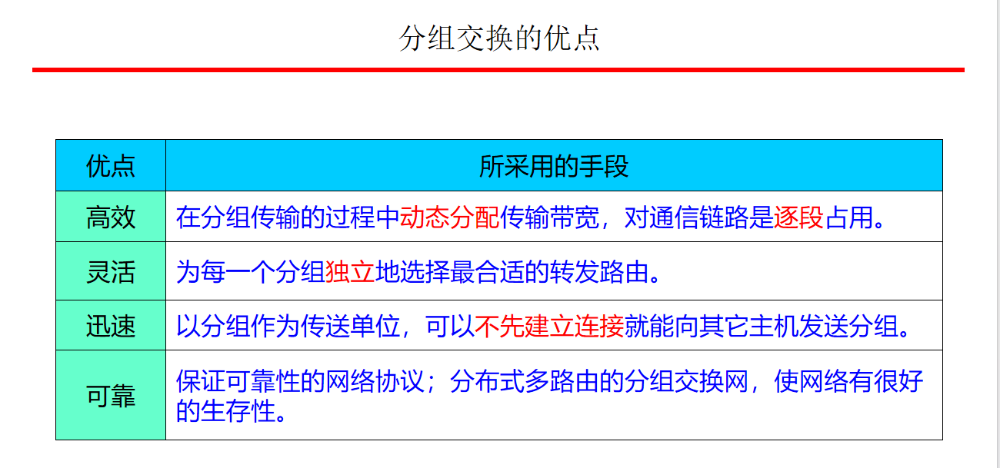 分组交换的优点
优点
所采用的手段
高效
在分组传输的过程中动态分配传输带宽，对通信链路是逐段占用。
灵活
为每一个分组独立地选择最合适的转发路由。
迅速
以分组作为传送单位，可以不先建立连接就能向其它主机发送分组。
可靠
保证可靠性的网络协议；分布式多路由的分组交换网，使网络有很好
的生存性。